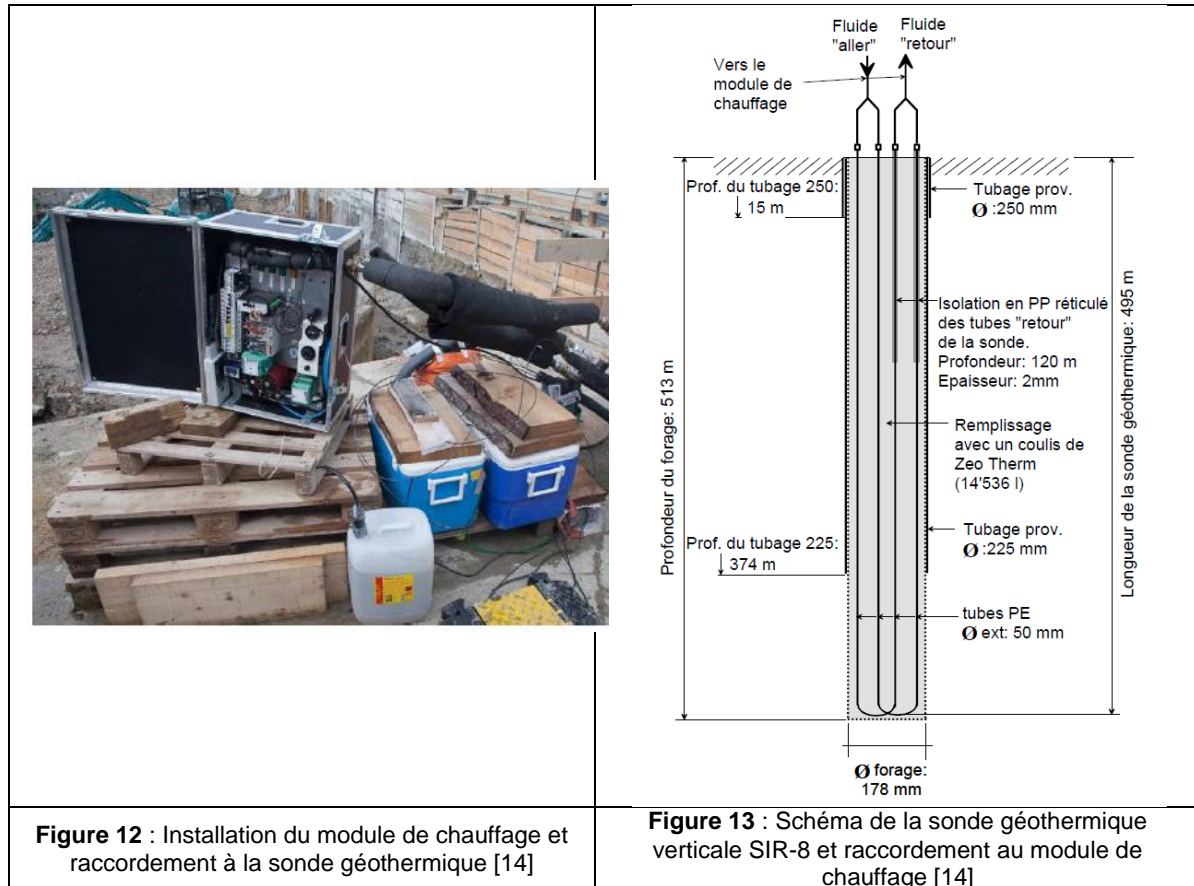 Fluide
"aller"
Fluide
"retour"
Vers le
module de
chauffage
Prof. du tubage 250:
15 m
Tubage prov.
Ø :250 mm
Profondeur du forage: 513 m
Longueur de la sonde géothermique: 495 m
Isolation en PP réticulé
des tubes "retour"
de la sonde.
Profondeur: 120 m
Epaisseur: 2mm
Remplissage
avec un coulis de
Zeo Therm
(14'536 l)
Prof. du tubage 225:
374 m
Tubage prov.
Ø :225 mm
tubes PE
Ø ext: 50 mm
Ø forage:
178 mm
Figure 12 : Installation du module de chauffage et
raccordement à la sonde géothermique [14]
Figure 13 : Schéma de la sonde géothermique
verticale SIR-8 et raccordement au module de
chauffage [14]